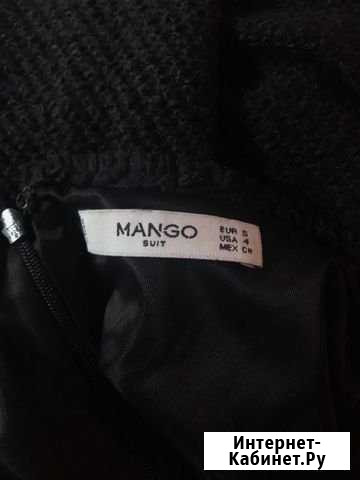 MANGO
SUIT
EUR S
USA 4
MEX CH
Интернет-
Кабинет.Ру